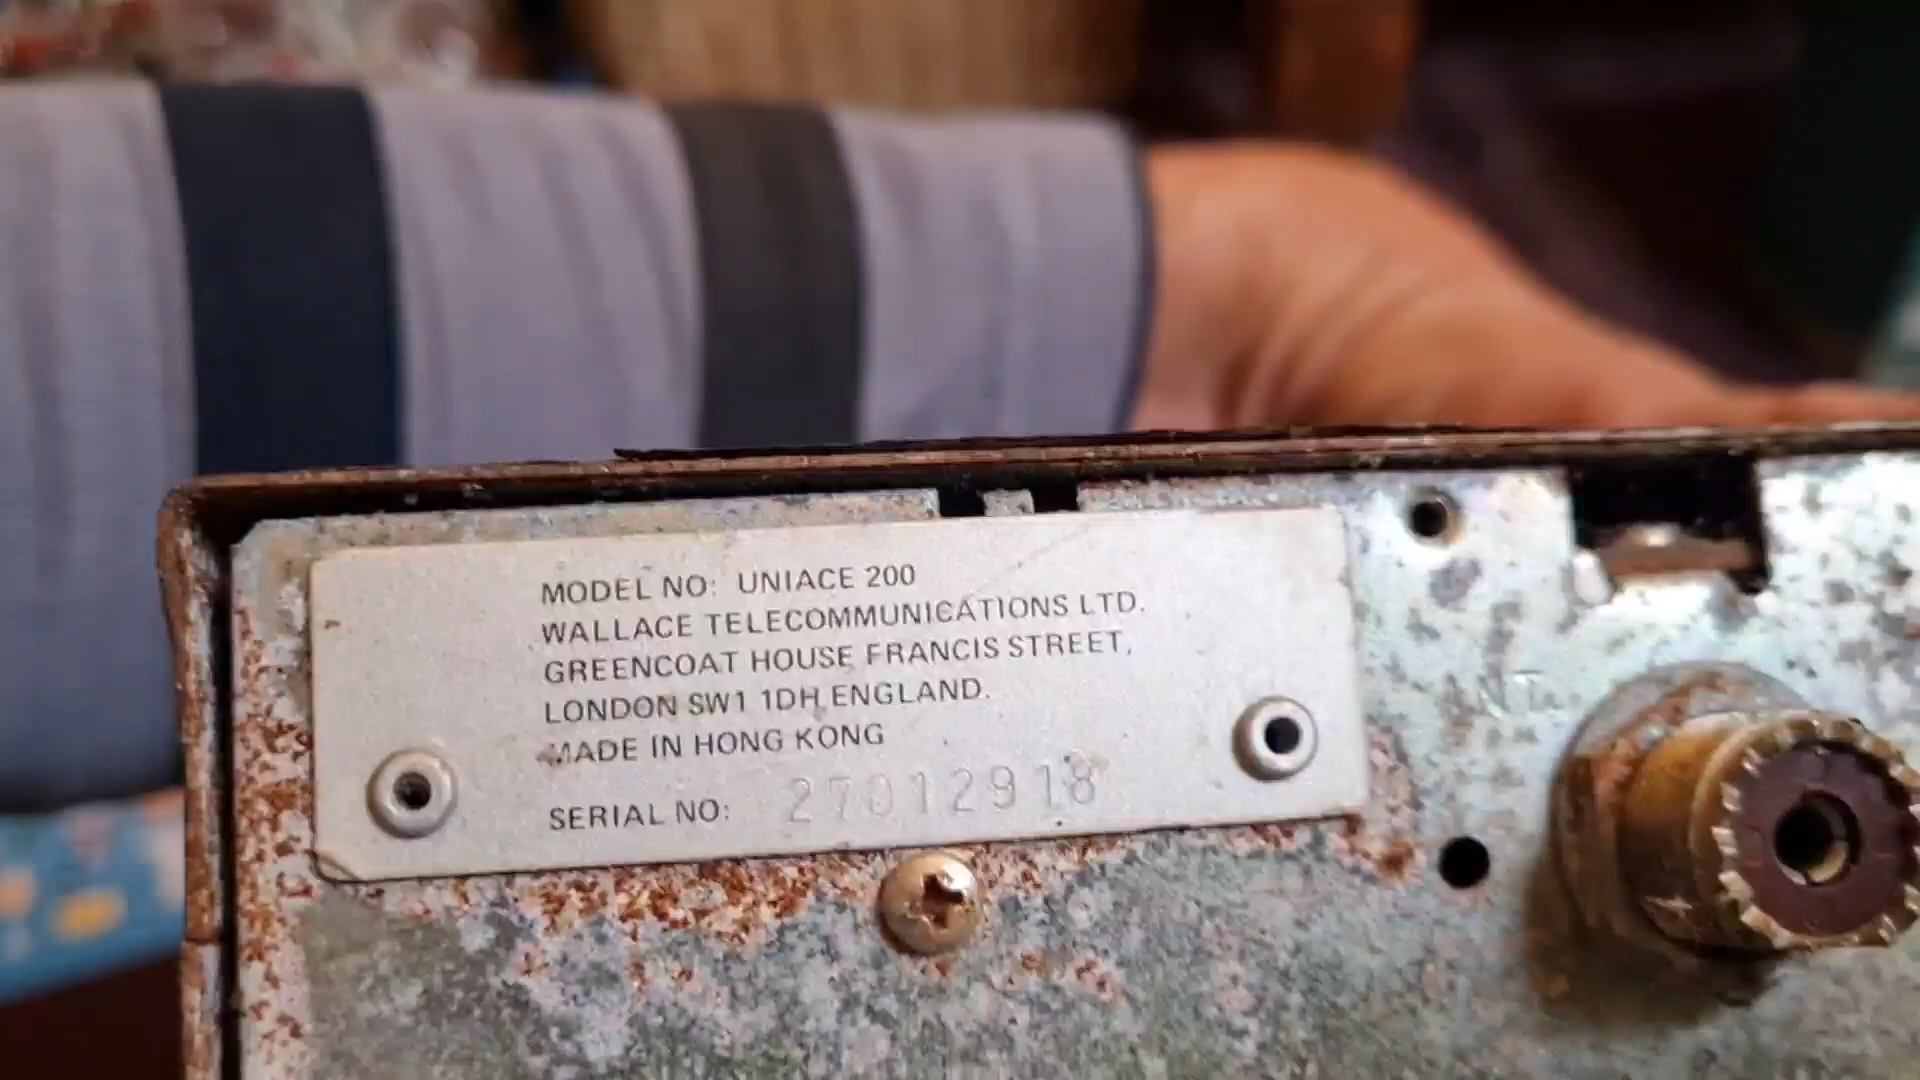 MODEL NO: UNIACE 200
WALLACE TELECOMMUNICATIONS LTD.
GREENCOAT HOUSE FRANCIS STREET,
LONDON SW1 1DH ENGLAND.
MADE IN HONG KONG
SERIAL NO: 27012918
ANT.